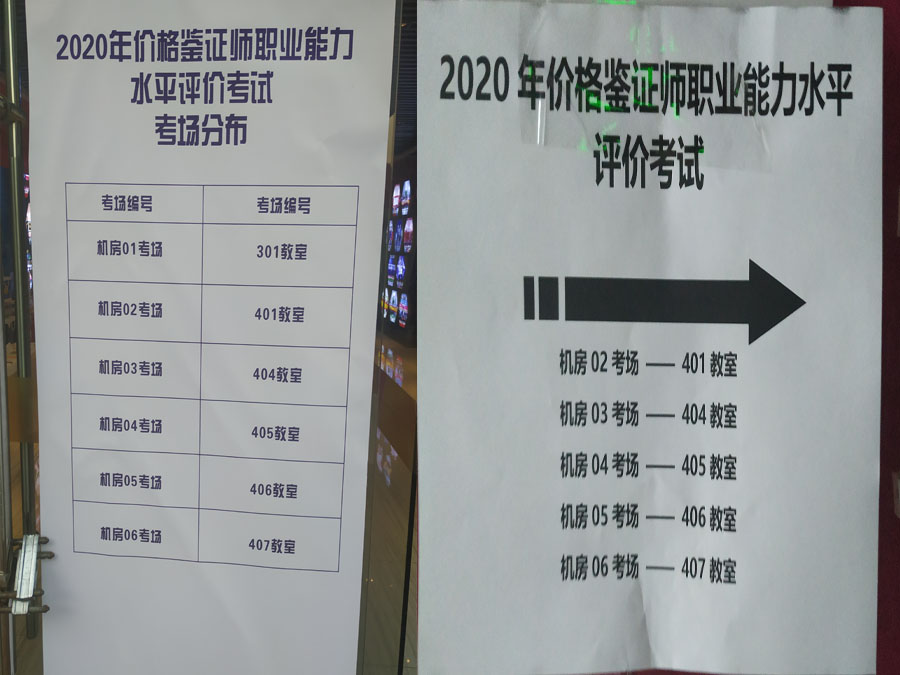 2020年价格鉴证师职业能力
水平评价考试
考场分布
考场编号 考场编号
机房01考场 301教室
机房02考场 401教室
机房03考场 404教室
机房04考场 405教室
机房05考场 406教室
机房06考场 407教室
2020 年价格鉴证师职业能力水平
评价考试
机房 02 考场 —— 401 教室
机房 03 考场 —— 404 教室
机房 04 考场 —— 405 教室
机房 05 考场 —— 406 教室
机房 06 考场 —— 407 教室